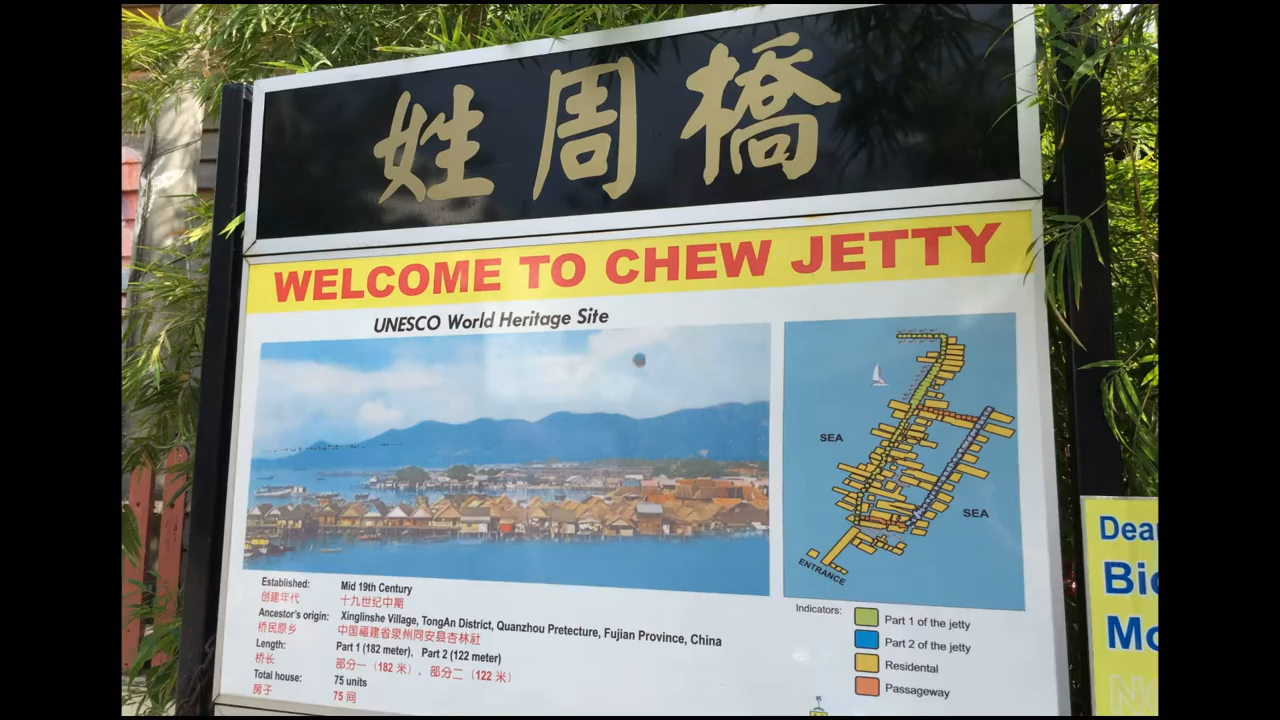 姓周橋
WELCOME TO CHEW JETTY
UNESCO World Heritage Site
SEA
SEA
ENTRANCE
Established: Mid 19th Century
创建年代 十九世纪中期
Ancestor's origin: Xinglinshe Village, TongAn District, Quanzhou Pretecture, Fujian Province, China
桥民原乡 中国福建省泉州同安县杏林社
Length: Part 1 (182 meter), Part 2 (122 meter)
桥长 部分一（182 米）, 部分二（122 米）
Total house: 75 units
房子 75 间
Indicators:
Part 1 of the jetty
Part 2 of the jetty
Residental
Passageway
Dear